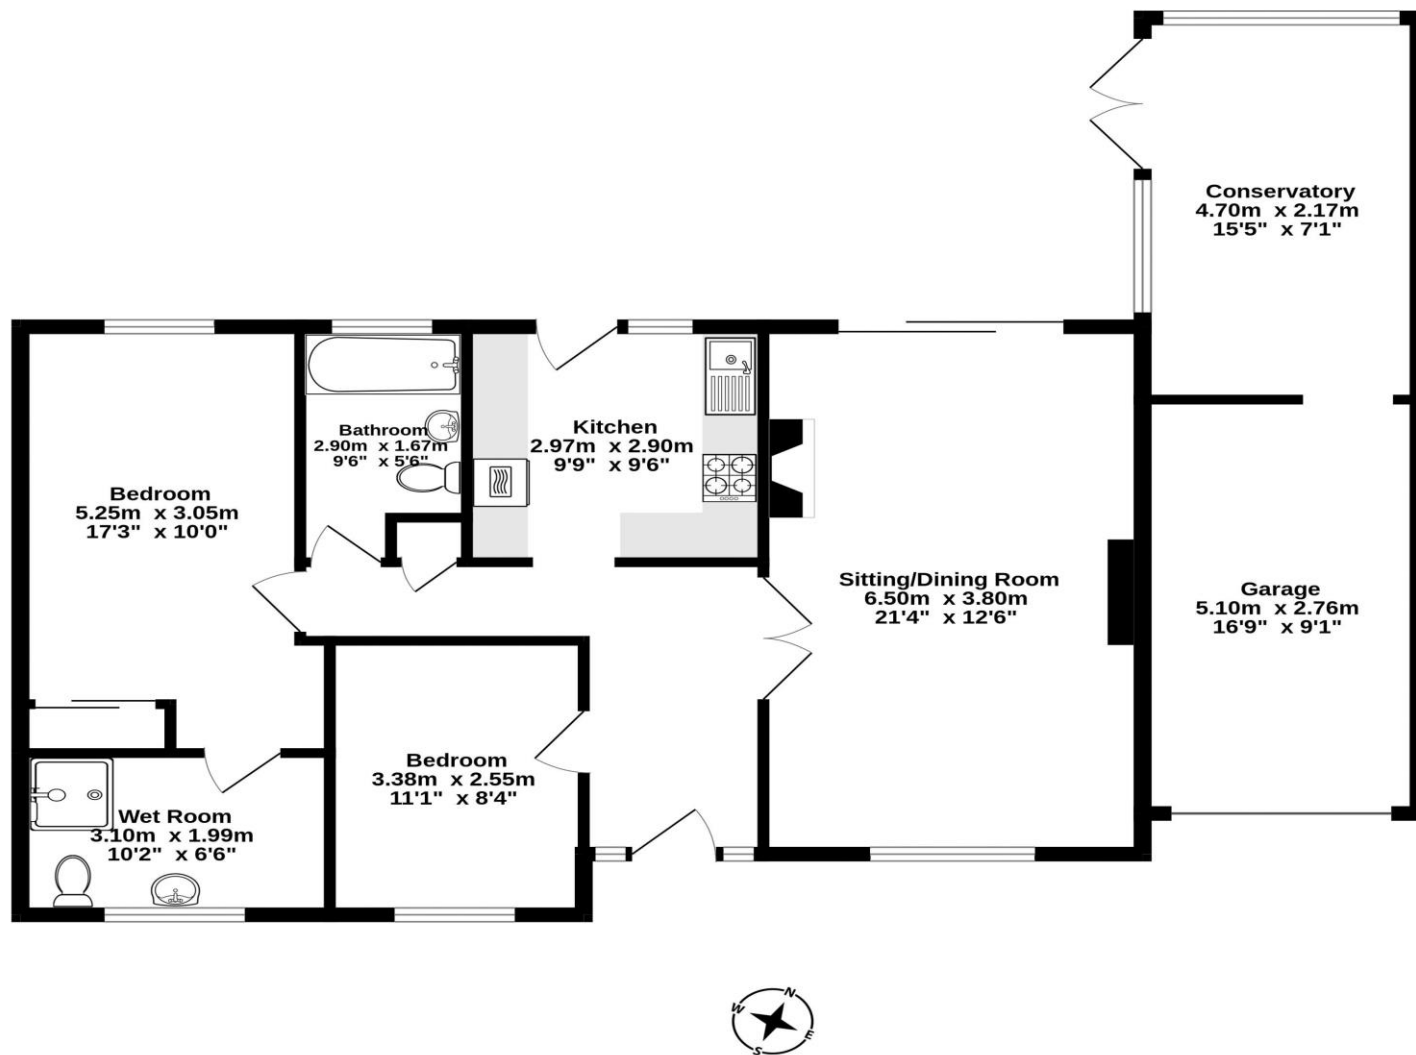 Conservatory
4.70m x 2.17m
15'5" x 7'1"
Bathroom
2.90m x 1.67m
9'6" x 5'6"
Kitchen
2.97m x 2.90m
9'9" x 9'6"
Bedroom
5.25m x 3.05m
17'3" x 10'0"
Sitting/Dining Room
6.50m x 3.80m
21'4" x 12'6"
Garage
5.10m x 2.76m
16'9" x 9'1"
Bedroom
3.38m x 2.55m
11'1" x 8'4"
Wet Room
3.10m x 1.99m
10'2" x 6'6"
N
W
E
S